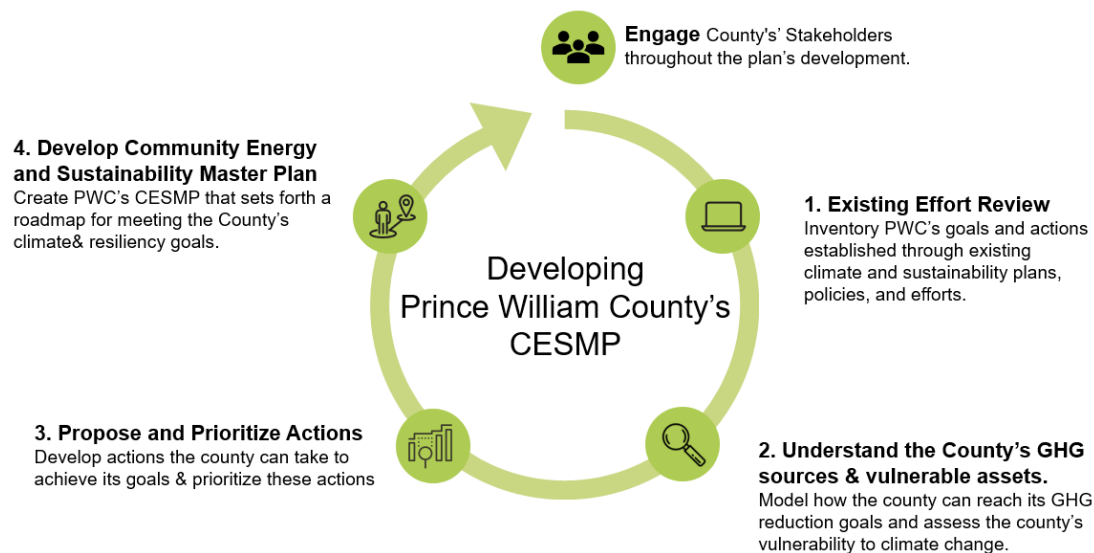 Engage County's' Stakeholders
throughout the plan's development.
1. Existing Effort Review
Inventory PWC's goals and actions
established through existing
climate and sustainability plans,
policies, and efforts.
2. Understand the County's GHG
sources & vulnerable assets.
Model how the county can reach its GHG
reduction goals and assess the county's
vulnerability to climate change.
3. Propose and Prioritize Actions
Develop actions the county can take to
achieve its goals & prioritize these actions
4. Develop Community Energy
and Sustainability Master Plan
Create PWC's CESMP that sets forth a
roadmap for meeting the County's
climate& resiliency goals.
Developing
Prince William County's
CESMP